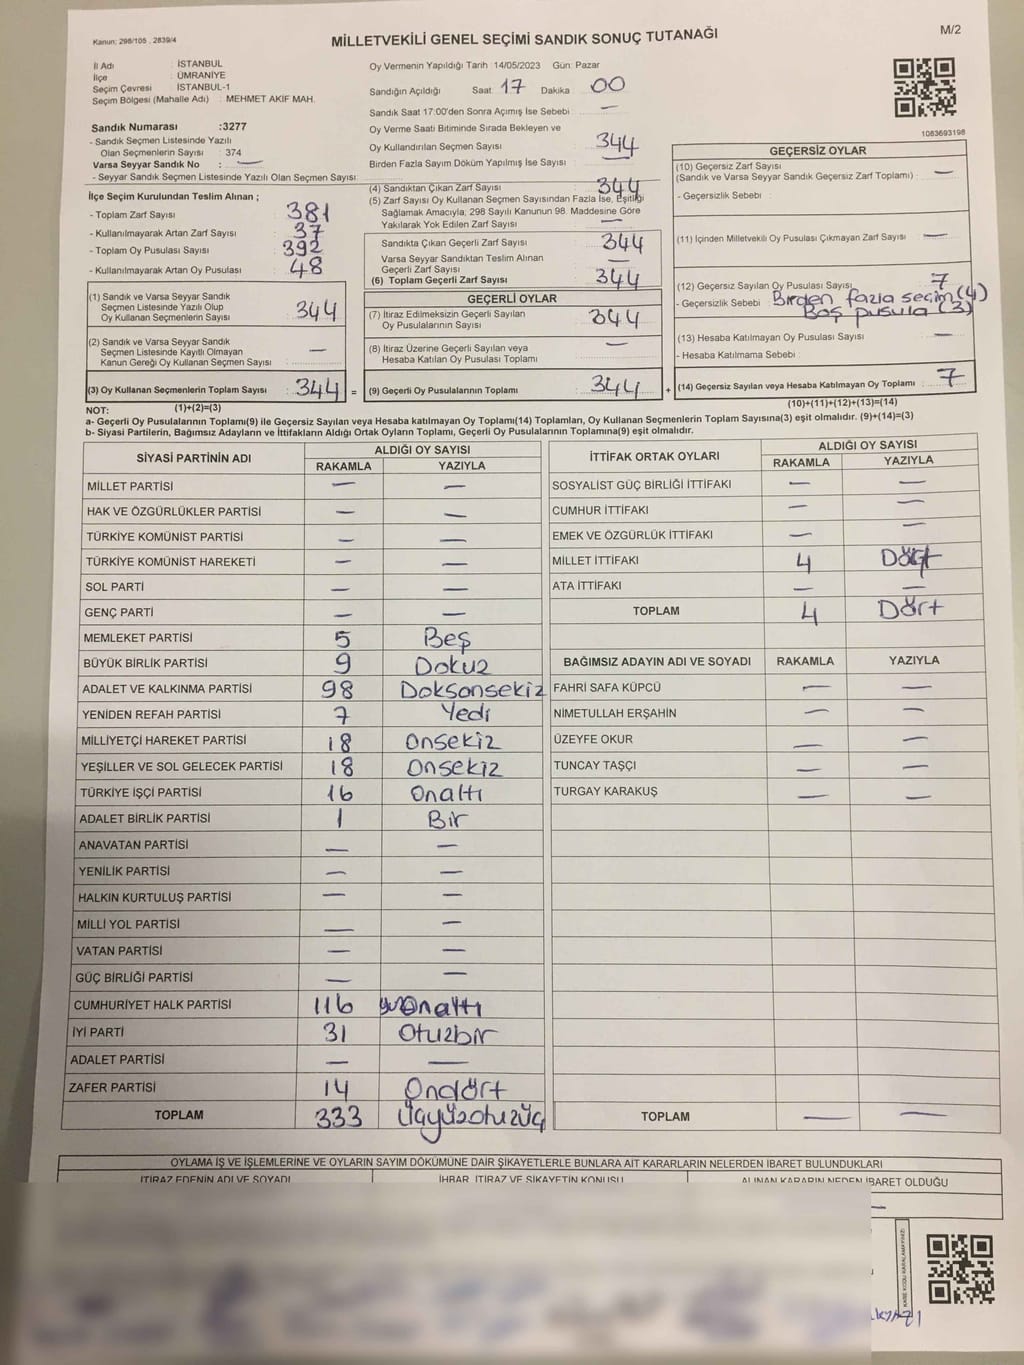 Kanun: 298/105 . 2839/4
MİLLETVEKİLİ GENEL SEÇİMİ SANDIK SONUÇ TUTANAĞI
M/2
İl Adı : İSTANBUL
İlçe : ÜMRANİYE
Seçim Çevresi : İSTANBUL-1
Seçim Bölgesi (Mahalle Adı) : MEHMET AKİF MAH.
Sandık Numarası :3277
- Sandık Seçmen Listesinde Yazılı
Olan Seçmenlerin Sayısı : 374
Varsa Seyyar Sandık No : —
- Seyyar Sandık Seçmen Listesinde Yazılı Olan Seçmen Sayısı:
Oy Vermenin Yapıldığı Tarih :14/05/2023 Gün: Pazar
Sandığın Açıldığı Saat : 17 Dakika : 00
Sandık Saat 17:00'den Sonra Açımış İse Sebebi : —
Oy Verme Saati Bitiminde Sırada Bekleyen ve
Oy Kullandırılan Seçmen Sayısı : 344
Birden Fazla Sayım Döküm Yapılmış İse Sayısı : —
1083693198
İlçe Seçim Kurulundan Teslim Alınan ;
- Toplam Zarf Sayısı : 381
- Kullanılmayarak Artan Zarf Sayısı : 37
- Toplam Oy Pusulası Sayısı : 392
- Kullanılmayarak Artan Oy Pusulası : 48
(4) Sandıktan Çıkan Zarf Sayısı : 344
(5) Zarf Sayısı Oy Kullanan Seçmen Sayısından Fazla İse, Eşitliği
Sağlamak Amacıyla, 298 Sayılı Kanunun 98. Maddesine Göre
Yakılarak Yok Edilen Zarf Sayısı : —
Sandıkta Çıkan Geçerli Zarf Sayısı : 344
Varsa Seyyar Sandıktan Teslim Alınan
Geçerli Zarf Sayısı : —
(6) Toplam Geçerli Zarf Sayısı : 344
GEÇERSİZ OYLAR
(10) Geçersiz Zarf Sayısı
(Sandık ve Varsa Seyyar Sandık Geçersiz Zarf Toplamı) : —
- Geçersizlik Sebebi :
(11) İçinden Milletvekili Oy Pusulası Çıkmayan Zarf Sayısı : —
(12) Geçersiz Sayılan Oy Pusulası Sayısı : 7
- Geçersizlik Sebebi : Birden fazla seçim (4)
Boş pusula (3)
(13) Hesaba Katılmayan Oy Pusulası Sayısı : —
- Hesaba Katılmama Sebebi :
(14) Geçersiz Sayılan veya Hesaba Katılmayan Oy Toplamı : 7
(10)+(11)+(12)+(13)=(14)
(1) Sandık ve Varsa Seyyar Sandık
Seçmen Listesinde Yazılı Olup
Oy Kullanan Seçmenlerin Sayısı : 344
(2) Sandık ve Varsa Seyyar Sandık
Seçmen Listesinde Kayıtlı Olmayan
Kanun Gereği Oy Kullanan Seçmen Sayısı : —
(3) Oy Kullanan Seçmenlerin Toplam Sayısı : 344 =
(1)+(2)=(3)
GEÇERLİ OYLAR
(7) İtiraz Edilmeksizin Geçerli Sayılan
Oy Pusulalarının Sayısı : 344
(8) İtiraz Üzerine Geçerli Sayılan veya
Hesaba Katılan Oy Pusulası Toplamı : —
(9) Geçerli Oy Pusulalarının Toplamı : 344 +
NOT:
a- Geçerli Oy Pusulalarının Toplamı(9) ile Geçersiz Sayılan veya Hesaba katılmayan Oy Toplamı(14) Toplamları, Oy Kullanan Seçmenlerin Toplam Sayısına(3) eşit olmalıdır. (9)+(14)=(3)
b- Siyasi Partilerin, Bağımsız Adayların ve İttifakların Aldığı Ortak Oyların Toplamı, Geçerli Oy Pusulalarının Toplamına(9) eşit olmalıdır.
SİYASİ PARTİNİN ADI ALDIĞI OY SAYISI
RAKAMLA YAZIYLA
MİLLET PARTİSİ — —
HAK VE ÖZGÜRLÜKLER PARTİSİ — —
TÜRKİYE KOMÜNİST PARTİSİ — —
TÜRKİYE KOMÜNİST HAREKETİ — —
SOL PARTİ — —
GENÇ PARTİ — —
MEMLEKET PARTİSİ 5 Beş
BÜYÜK BİRLİK PARTİSİ 9 Dokuz
ADALET VE KALKINMA PARTİSİ 98 Doksonsekiz
YENİDEN REFAH PARTİSİ 7 Yedi
MİLLİYETÇİ HAREKET PARTİSİ 18 Onsekiz
YEŞİLLER VE SOL GELECEK PARTİSİ 18 Onsekiz
TÜRKİYE İŞÇİ PARTİSİ 16 Onaltı
ADALET BİRLİK PARTİSİ 1 Bir
ANAVATAN PARTİSİ — —
YENİLİK PARTİSİ — —
HALKIN KURTULUŞ PARTİSİ — —
MİLLİ YOL PARTİSİ — —
VATAN PARTİSİ — —
GÜÇ BİRLİĞİ PARTİSİ — —
CUMHURİYET HALK PARTİSİ 116 yüzOnaltı
İYİ PARTİ 31 Otuzbir
ADALET PARTİSİ — —
ZAFER PARTİSİ 14 Ondört
TOPLAM 333 Üçyüzotuzüç
İTTİFAK ORTAK OYLARI ALDIĞI OY SAYISI
RAKAMLA YAZIYLA
SOSYALİST GÜÇ BİRLİĞİ İTTİFAKI — —
CUMHUR İTTİFAKI — —
EMEK VE ÖZGÜRLÜK İTTİFAKI — —
MİLLET İTTİFAKI 4 Dört
ATA İTTİFAKI — —
TOPLAM 4 Dört
BAĞIMSIZ ADAYIN ADI VE SOYADI RAKAMLA YAZIYLA
FAHRİ SAFA KÜPCÜ — —
NİMETULLAH ERŞAHİN — —
ÜZEYFE OKUR — —
TUNCAY TAŞÇI — —
TURGAY KARAKUŞ — —
TOPLAM — —
OYLAMA İŞ VE İŞLEMLERİNE VE OYLARIN SAYIM DÖKÜMÜNE DAİR ŞİKAYETLERLE BUNLARA AİT KARARLARIN NELERDEN İBARET BULUNDUKLARI
İTİRAZ EDENİN ADI VE SOYADI İHBAR, İTİRAZ VE ŞİKAYETİN KONUSU ALINAN KARARIN NEDEN İBARET OLDUĞU
—
KARE KODU KARALAMAYINIZ!